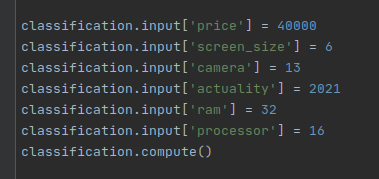 classification.input['price'] = 40000
classification.input['screen_size'] = 6
classification.input['camera'] = 13
classification.input['actuality'] = 2021
classification.input['ram'] = 32
classification.input['processor'] = 16
classification.compute()